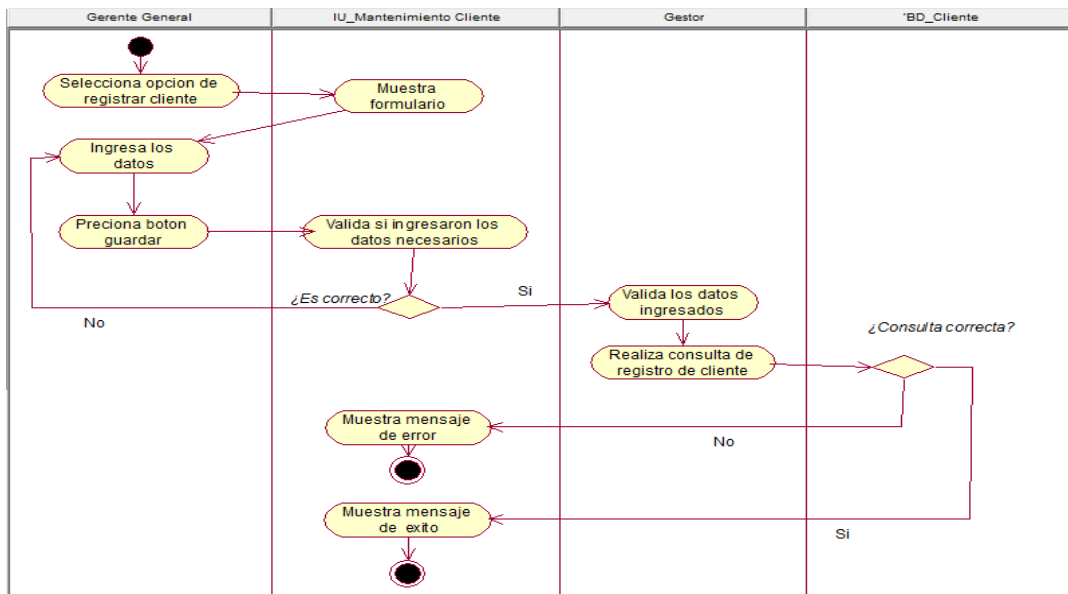 Gerente General
IU_Mantenimiento Cliente
Gestor
'BD_Cliente
Selecciona opcion de
registrar cliente
Muestra
formulario
Ingresa los
datos
Preciona boton
guardar
Valida si ingresaron los
datos necesarios
¿Es correcto?
Si
No
Valida los datos
ingresados
¿Consulta correcta?
Realiza consulta de
registro de cliente
Muestra mensaje
de error
No
Muestra mensaje
de exito
Si